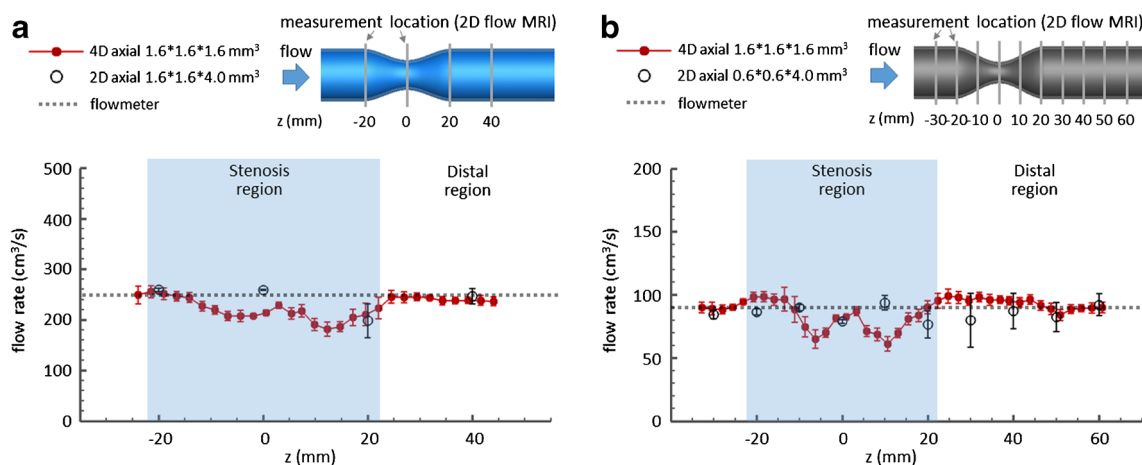 a
measurement location (2D flow MRI)
4D axial 1.6*1.6*1.6 mm³
2D axial 1.6*1.6*4.0 mm³
flowmeter
flow
z (mm) -20 0 20 40
500
400
300
200
100
0
flow rate (cm³/s)
Stenosis
region
Distal
region
-20 0 20 40
z (mm)
b
measurement location (2D flow MRI)
4D axial 1.6*1.6*1.6 mm³
2D axial 0.6*0.6*4.0 mm³
flowmeter
flow
z (mm) -30 -20 -10 0 10 20 30 40 50 60
200
150
100
50
0
flow rate (cm³/s)
Stenosis
region
Distal
region
-20 0 20 40 60
z (mm)